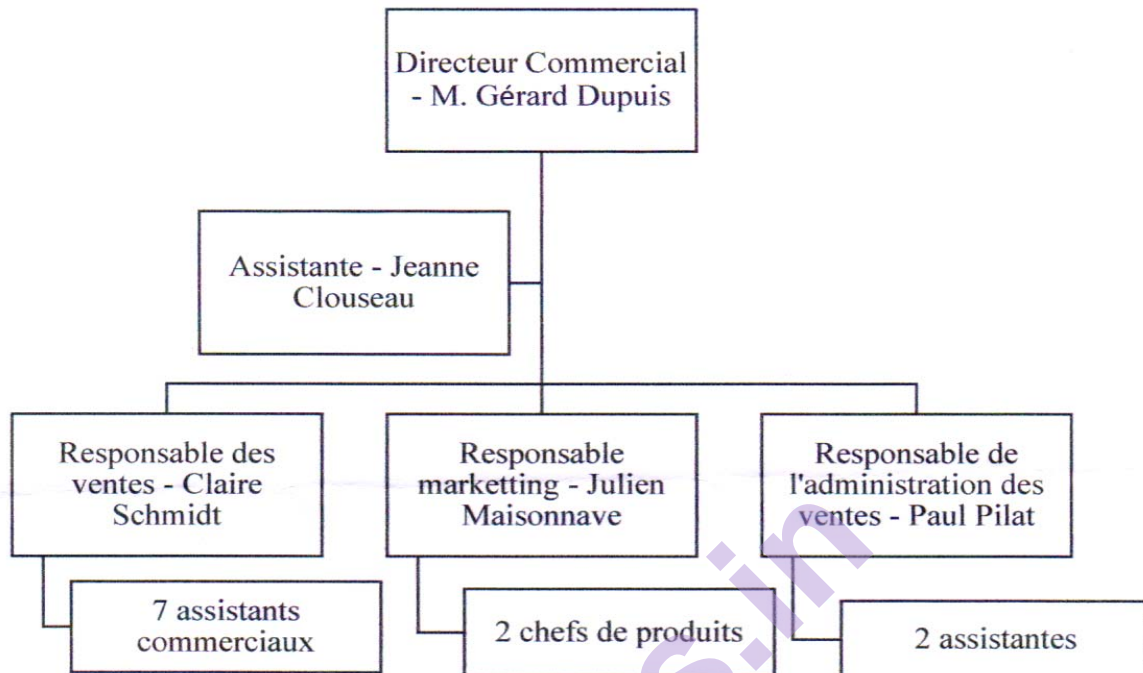 Directeur Commercial
- M. Gérard Dupuis
Assistante - Jeanne
Clouseau
Responsable des
ventes - Claire
Schmidt
Responsable
marketting - Julien
Maisonnave
Responsable de
l'administration des
ventes - Paul Pilat
7 assistants
commerciaux
2 chefs de produits
2 assistantes
s.in